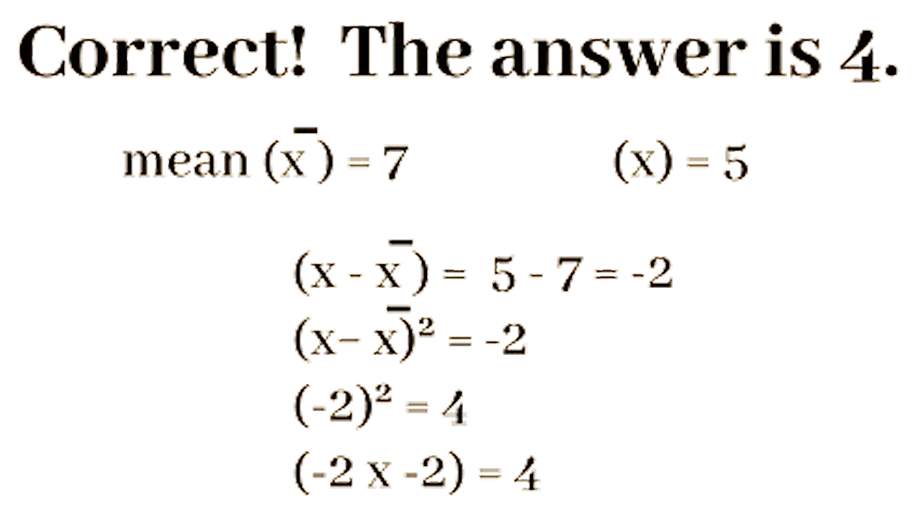 Correct! The answer is 4.
mean (x̄) = 7 (x) = 5
(x - x̄) = 5 - 7 = -2
(x– x̄)² = -2
(-2)² = 4
(-2 x -2) = 4